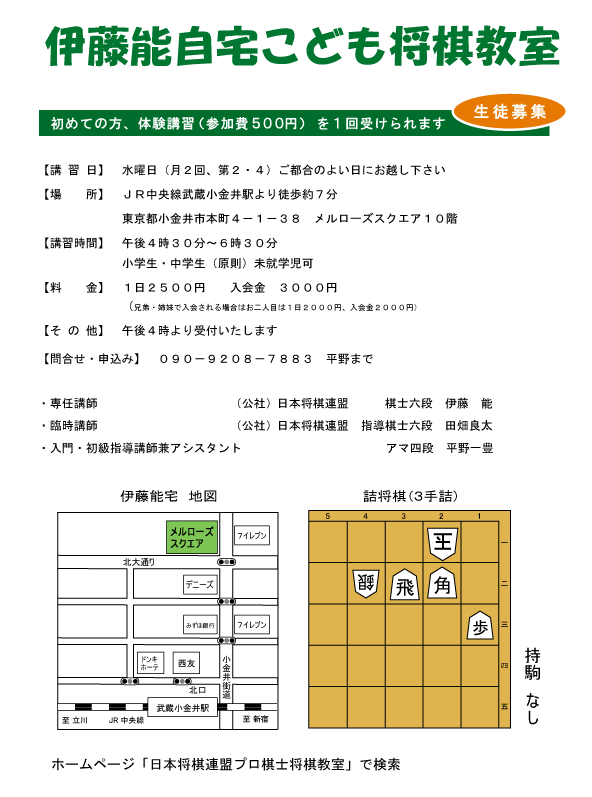 伊藤能自宅こども将棋教室
生徒募集
初めての方、体験講習(参加費500円) を1回受けられます
【講 習 日】 水曜日(月2回、第2・4)ご都合のよい日にお越し下さい
【場　　所】 JR中央線武蔵小金井駅より徒歩約7分
東京都小金井市本町4-1-38 メルローズスクエア10階
【講習時間】 午後4時30分~6時30分
小学生・中学生(原則)未就学児可
【料　　金】 1日2500円 入会金 3000円
(兄弟・姉妹で入会される場合はお二人目は1日2000円、入会金2000円)
【そ の 他】 午後4時より受付いたします
【問合せ・申込み】 090-9208-7883 平野まで
・専任講師 (公社)日本将棋連盟 棋士六段 伊藤 能
・臨時講師 (公社)日本将棋連盟 指導棋士六段 田畑良太
・入門・初級指導講師兼アシスタント アマ四段 平野一豊
伊藤能宅 地図
メルローズ
スクエア
7イレブン
北大通り
デニーズ
みずほ銀行
7イレブン
ドンキ
ホーテ
西友
小金井街道
北口
武蔵小金井駅
至 立川
JR 中央線
至 新宿
詰将棋(3手詰)
5 4 3 2 1
王 一
銀 飛 角 二
歩 三
四
五
持駒 なし
ホームページ「日本将棋連盟プロ棋士将棋教室」で検索